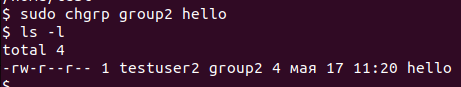 $ sudo chgrp group2 hello
$ ls -l
total 4
-rw-r--r-- 1 testuser2 group2 4 мая 17 11:20 hello
$